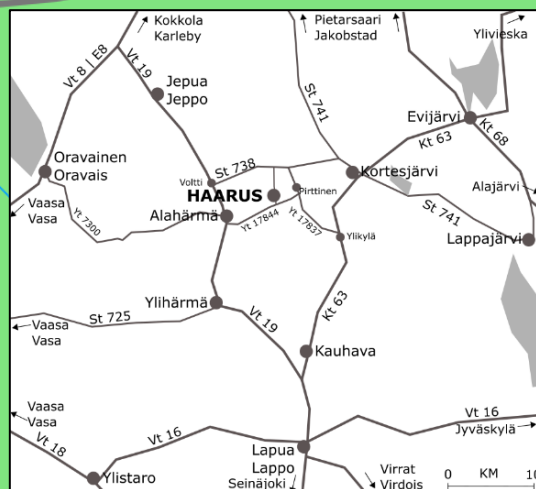 Kokkola
Karleby
Pietarsaari
Jakobstad
Ylivieska
Vt 8 | E8
Vt 19
Jepua
Jeppo
St 741
Evijärvi
Kt 63
Kt 68
Oravainen
Oravais
Voltti
St 738
Kortesjärvi
Pirttinen
HAARUS
Alajärvi
Vaasa
Vasa
Yt 7300
Alahärmä
Yt 17844
Yt 17837
St 741
Ylikylä
Lappajärvi
Ylihärmä
St 725
Vaasa
Vasa
Vt 19
Kt 63
Kauhava
Vaasa
Vasa
Vt 18
Vt 16
Vt 16
Jyväskylä
Lapua
Lappo
Seinäjoki
Ylistaro
Virrat
Virdois
0 KM 10